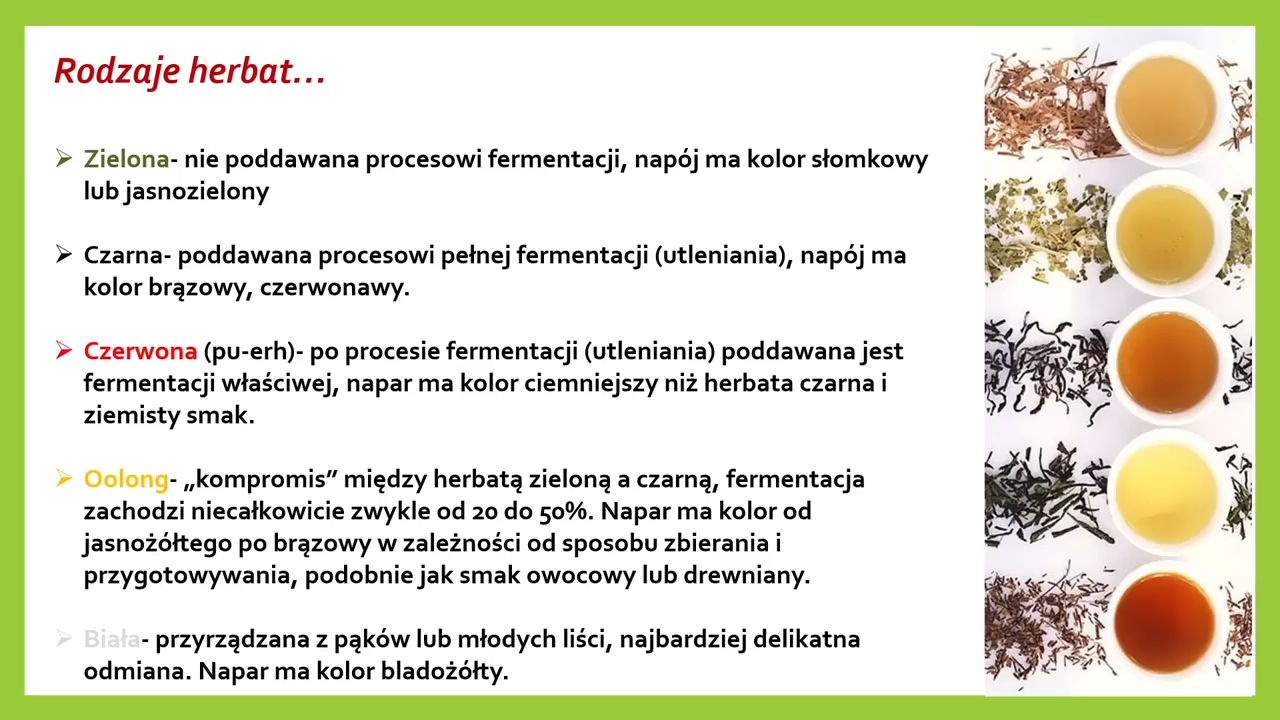 Rodzaje herbat...
➢ Zielona- nie poddawana procesowi fermentacji, napój ma kolor słomkowy
lub jasnozielony
➢ Czarna- poddawana procesowi pełnej fermentacji (utleniania), napój ma
kolor brązowy, czerwonawy.
➢ Czerwona (pu-erh)- po procesie fermentacji (utleniania) poddawana jest
fermentacji właściwej, napar ma kolor ciemniejszy niż herbata czarna i
ziemisty smak.
➢ Oolong- „kompromis” między herbatą zieloną a czarną, fermentacja
zachodzi niecałkowicie zwykle od 20 do 50%. Napar ma kolor od
jasnożółtego po brązowy w zależności od sposobu zbierania i
przygotowywania, podobnie jak smak owocowy lub drewniany.
➢ Biała- przyrządzana z pąków lub młodych liści, najbardziej delikatna
odmiana. Napar ma kolor bladożółty.